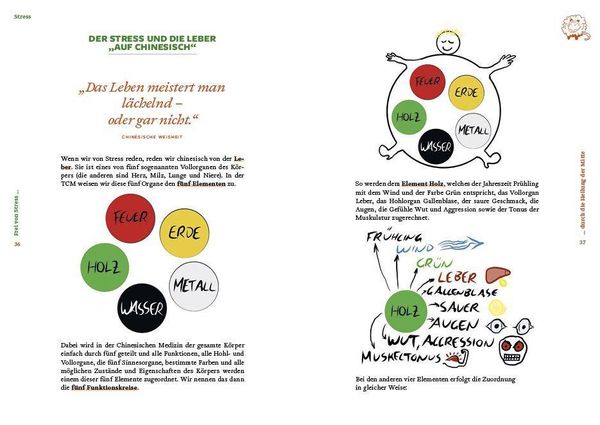 Stress
DER STRESS UND DIE LEBER
„AUF CHINESISCH“
„Das Leben meistert man
lächelnd –
oder gar nicht.“
CHINESISCHE WEISHEIT
Wenn wir von Stress reden, reden wir chinesisch von der Le-
ber. Sie ist eines von fünf sogenannten Vollorganen des Kör-
pers (die anderen sind Herz, Milz, Lunge und Niere). In der
TCM weisen wir diese fünf Organe den fünf Elementen zu.
FEUER
ERDE
HOLZ
METALL
WASSER
Dabei wird in der Chinesischen Medizin der gesamte Körper
einfach durch fünf geteilt und alle Funktionen, alle Hohl- und
Vollorgane, die fünf Sinnesorgane, bestimmte Farben und alle
möglichen Zustände und Eigenschaften des Körpers werden
einem dieser fünf Elemente zugeordnet. Wir nennen das dann
die fünf Funktionskreise.
Frei von Stress ...
36
FEUER
ERDE
HOLZ
METALL
WASSER
So werden dem Element Holz, welches der Jahreszeit Frühling
mit dem Wind und der Farbe Grün entspricht, das Vollorgan
Leber, das Hohlorgan Gallenblase, der saure Geschmack, die
Augen, die Gefühle Wut und Aggression sowie der Tonus der
Muskulatur zugerechnet.
FRÜHLING
WIND
GRÜN
LEBER
GALLENBLASE
HOLZ
SAUER
AUGEN
WUT, AGGRESSION
MUSKELTONUS
Bei den anderen vier Elementen erfolgt die Zuordnung
in gleicher Weise:
... durch die Heilung der Mitte
37